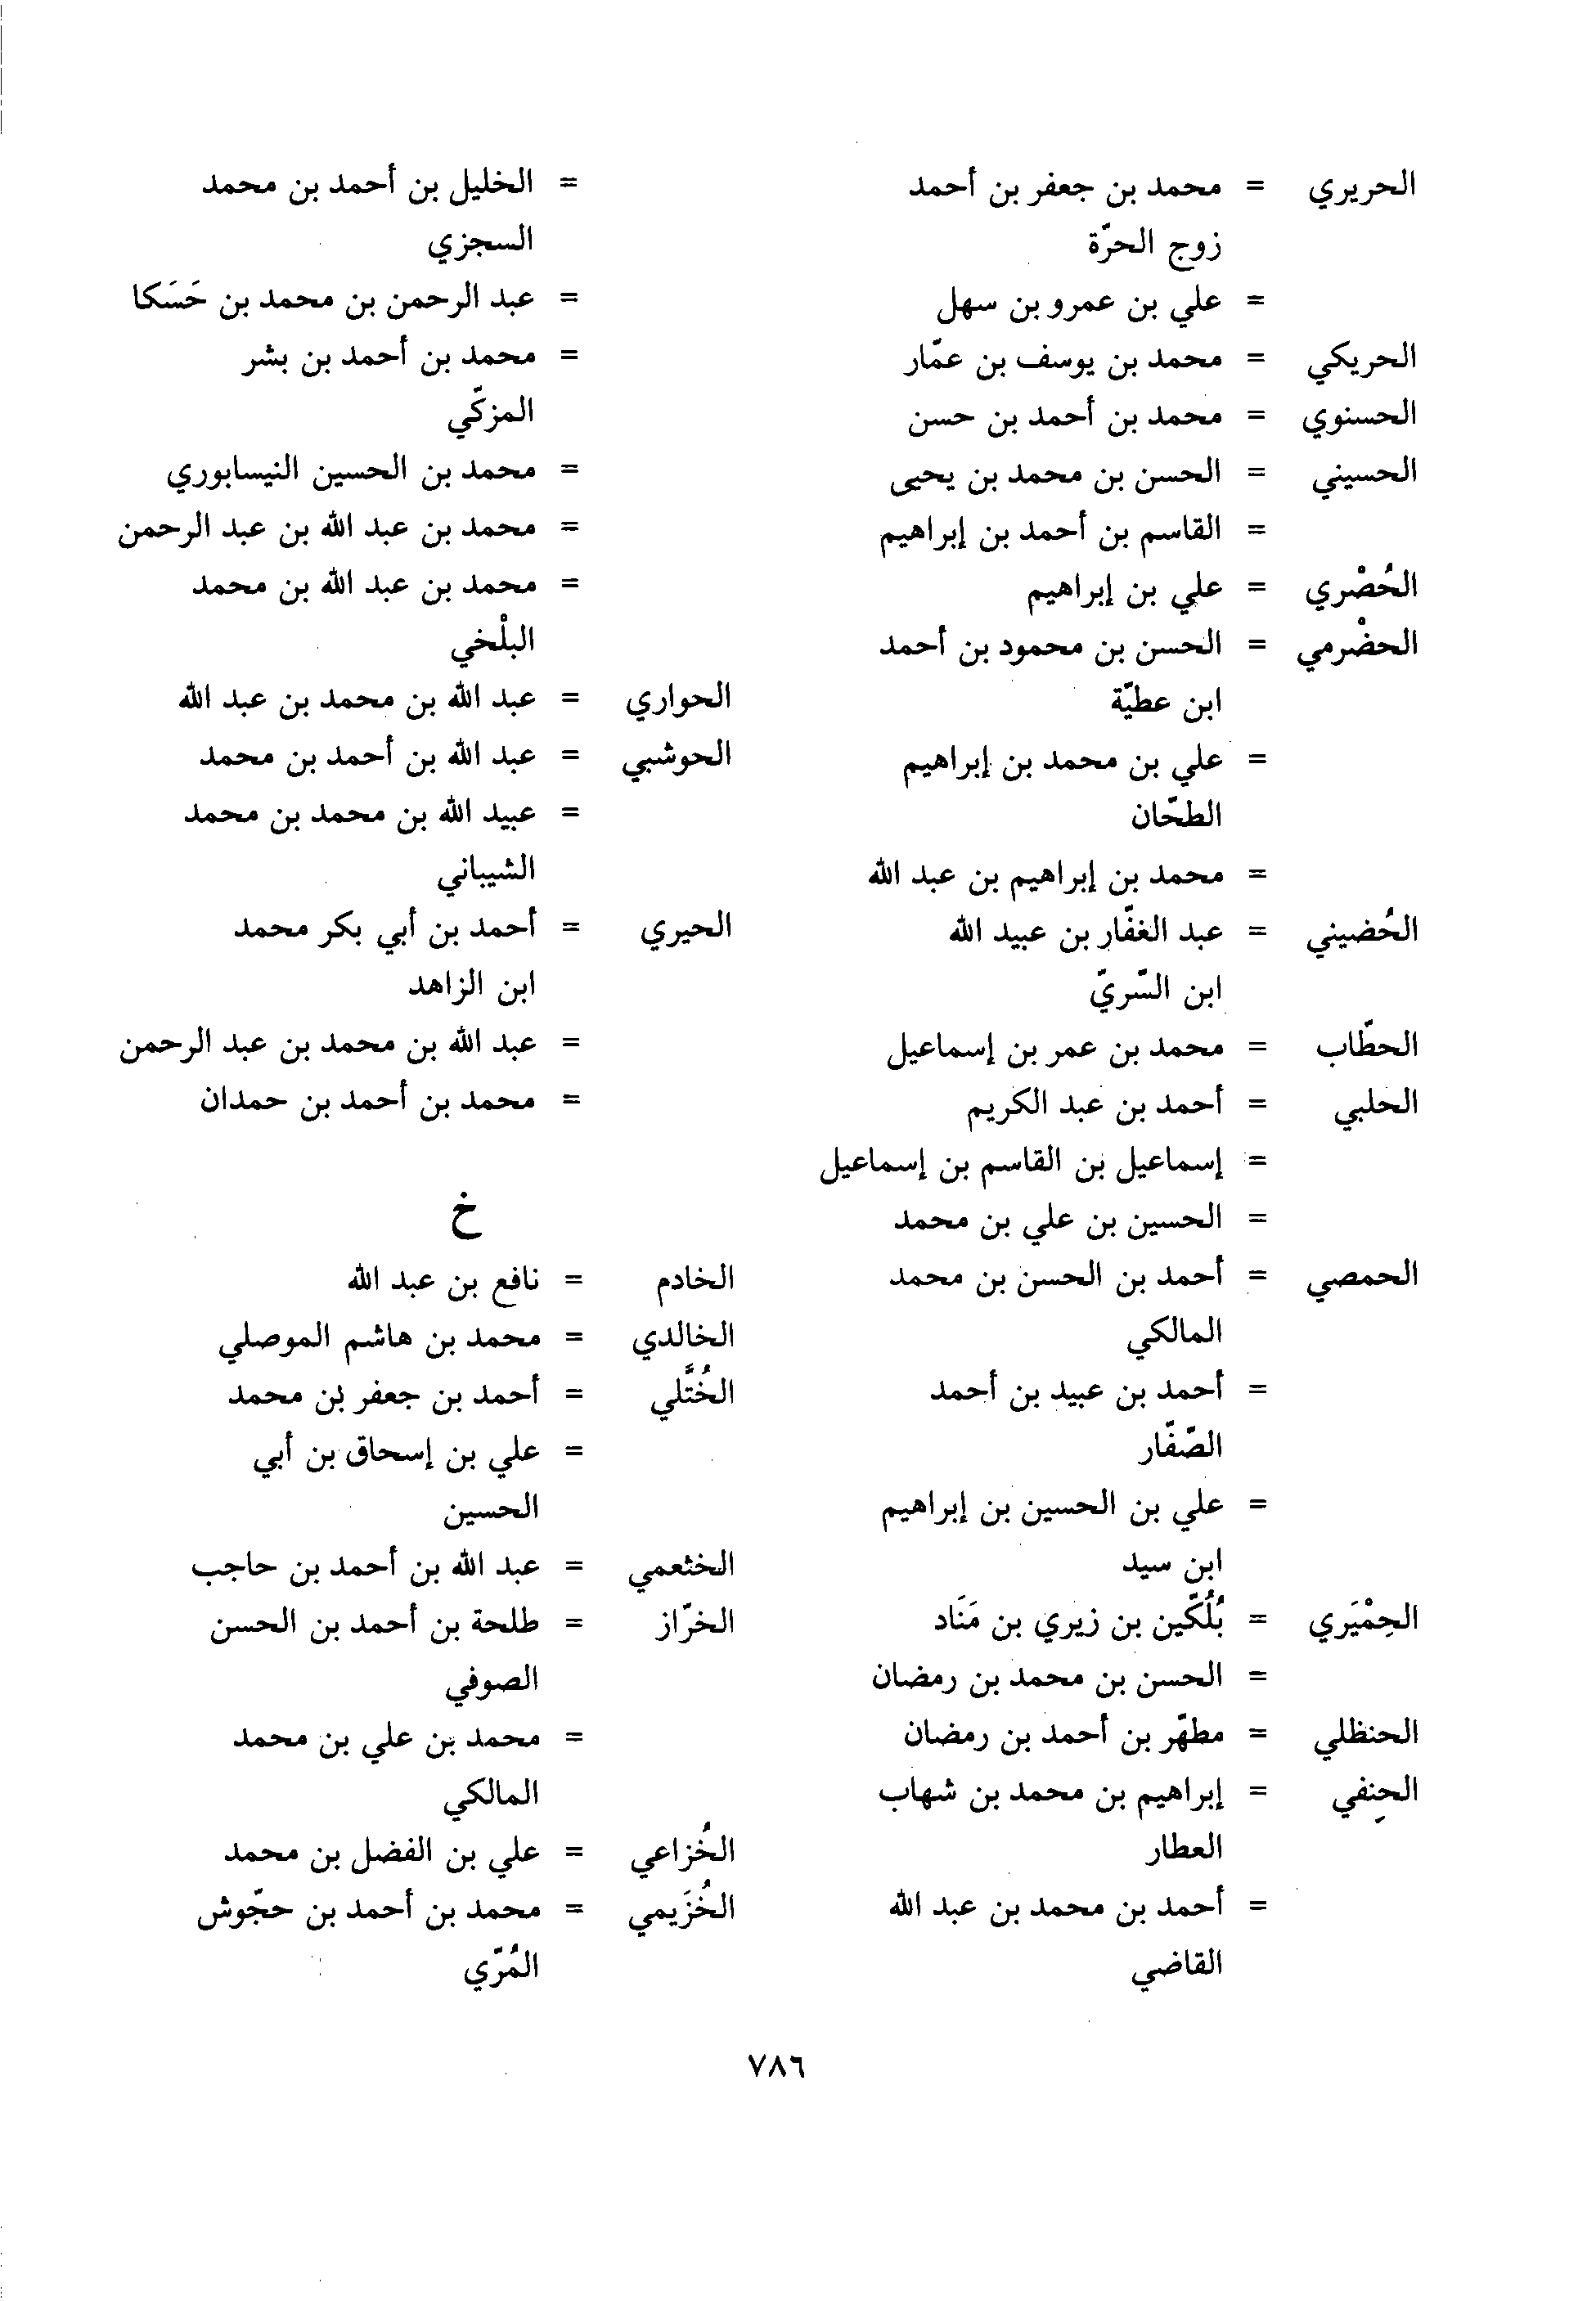 الحريري = محمد بن جعفر بن أحمد
زوج الحرّة
= علي بن عمرو بن سهل
الحريكي = محمد بن يوسف بن عمّار
الحسنوي = محمد بن أحمد بن حسن
الحسيني = الحسن بن محمد بن يحيى
= القاسم بن أحمد بن إبراهيم
الحُصْري = علي بن إبراهيم
الحضْرمي = الحسن بن محمود بن أحمد
ابن عطيّة
= علي بن محمد بن إبراهيم
الطحّان
= محمد بن إبراهيم بن عبد الله
الحُضيني = عبد الغفّار بن عبيد الله
ابن السّريّ
الحطّاب = محمد بن عمر بن إسماعيل
الحلبي = أحمد بن عبد الكريم
= إسماعيل بن القاسم بن إسماعيل
= الحسين بن علي بن محمد
الحمصي = أحمد بن الحسن بن محمد
المالكي
= أحمد بن عبيد بن أحمد
الصّفّار
= علي بن الحسين بن إبراهيم
ابن سيد
الحِمْيَري = بُلُكّين بن زيري بن مَنَاد
= الحسن بن محمد بن رمضان
الحنظلي = مطهّر بن أحمد بن رمضان
الحنفي = إبراهيم بن محمد بن شهاب
العطار
= أحمد بن محمد بن عبد الله
القاضي
= الخليل بن أحمد بن محمد
السجزي
= عبد الرحمن بن محمد بن حَسَكا
= محمد بن أحمد بن بشر
المزكّي
= محمد بن الحسين النيسابوري
= محمد بن عبد الله بن عبد الرحمن
= محمد بن عبد الله بن محمد
البلْخي
الحواري = عبد الله بن محمد بن عبد الله
الحوشبي = عبد الله بن أحمد بن محمد
= عبيد الله بن محمد بن محمد
الشيباني
الحيري = أحمد بن أبي بكر محمد
ابن الزاهد
= عبد الله بن محمد بن عبد الرحمن
= محمد بن أحمد بن حمدان
خ
الخادم = نافع بن عبد الله
الخالدي = محمد بن هاشم الموصلي
الخُتَّلي = أحمد بن جعفر بن محمد
= علي بن إسحاق بن أبي
الحسين
الخثعمي = عبد الله بن أحمد بن حاجب
الخرّاز = طلحة بن أحمد بن الحسن
الصوفي
= محمد بن علي بن محمد
المالكي
الخُزاعي = علي بن الفضل بن محمد
الخُزَيمي = محمد بن أحمد بن حجّوش
المُرّي
٧٨٦